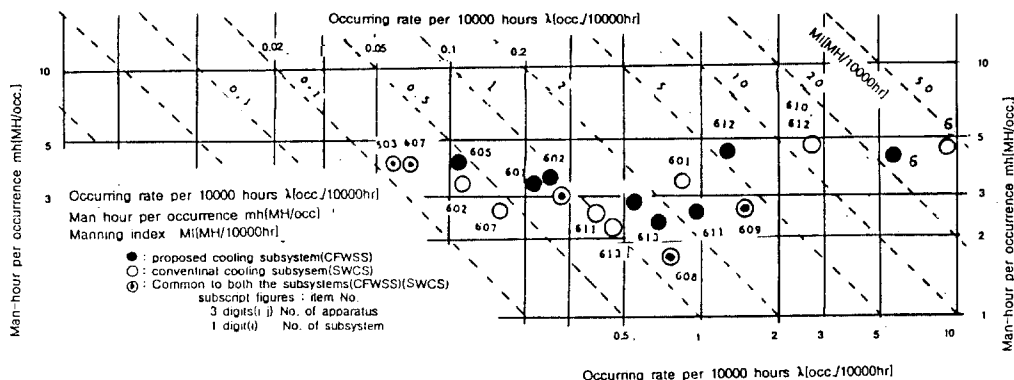 Occurring rate per 10000 hours λ[occ./10000hr]
0.02 0.05 0.1 0.2
MI[MH/10000hr]
10 10
0.1 0.2 0.5 1 2 5 10 20 50
610
612 612 6
5 503 607 605 602 601 601 6 5
3 602 607 611 613 611 609 3
613 608 2
Man-hour per occurrence mh[MH/occ.]
Occurring rate per 10000 hours λ[occ./10000hr]
Man hour per occurrence mh[MH/occ]
Manning index MI[MH/10000hr]
● : proposed cooling subsystem(CFWSS)
○ : conventinal cooling subsysem(SWCS)
◉ : Common to both the subsystems(CFWSS)(SWCS)
subscript figures : item No.
3 digits(i j) No. of apparatus
1 digit(i) No. of subsystem
1
0.5 1 2 3 5 10
Man-hour per occurrence mh[MH/occ.]
Occurring rate per 10000 hours λ[occ./10000hr]